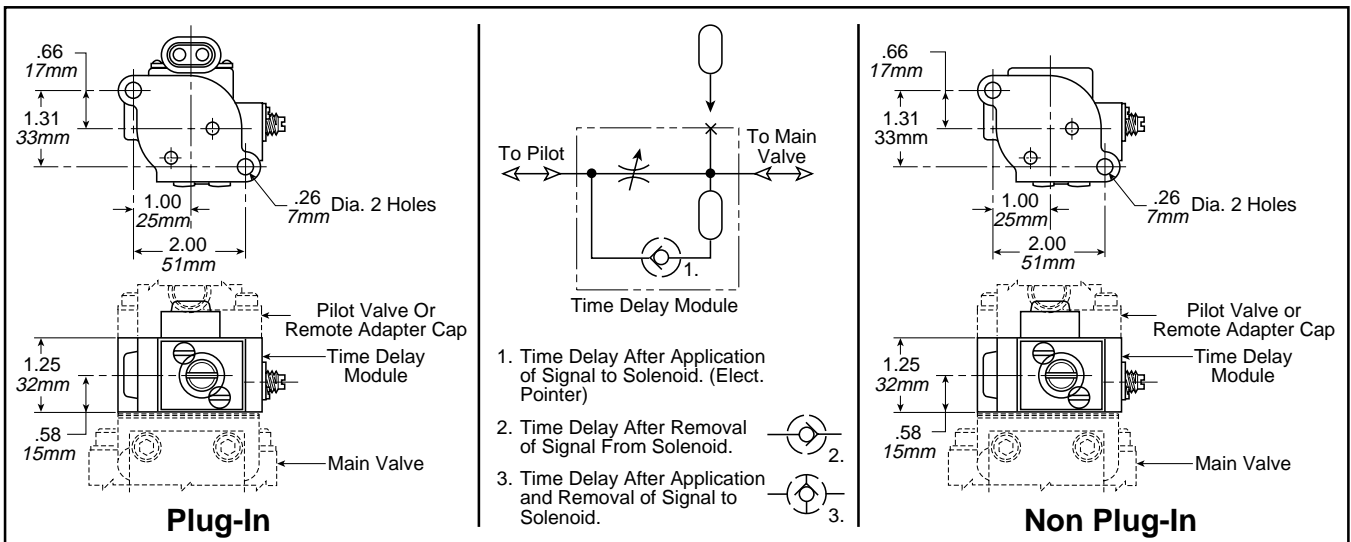 .66
17mm
1.31
33mm
1.00
25mm
2.00
51mm
.26
7mm Dia. 2 Holes
Pilot Valve Or
Remote Adapter Cap
1.25
32mm
Time Delay
Module
.58
15mm
Main Valve
Plug-In
To Pilot
To Main
Valve
1.
Time Delay Module
1. Time Delay After Application
of Signal to Solenoid. (Elect.
Pointer)
2. Time Delay After Removal
of Signal From Solenoid.
2.
3. Time Delay After Application
and Removal of Signal to
Solenoid.
3.
.66
17mm
1.31
33mm
1.00
25mm
2.00
51mm
.26
7mm Dia. 2 Holes
Pilot Valve or
Remote Adapter Cap
1.25
32mm
Time Delay
Module
.58
15mm
Main Valve
Non Plug-In